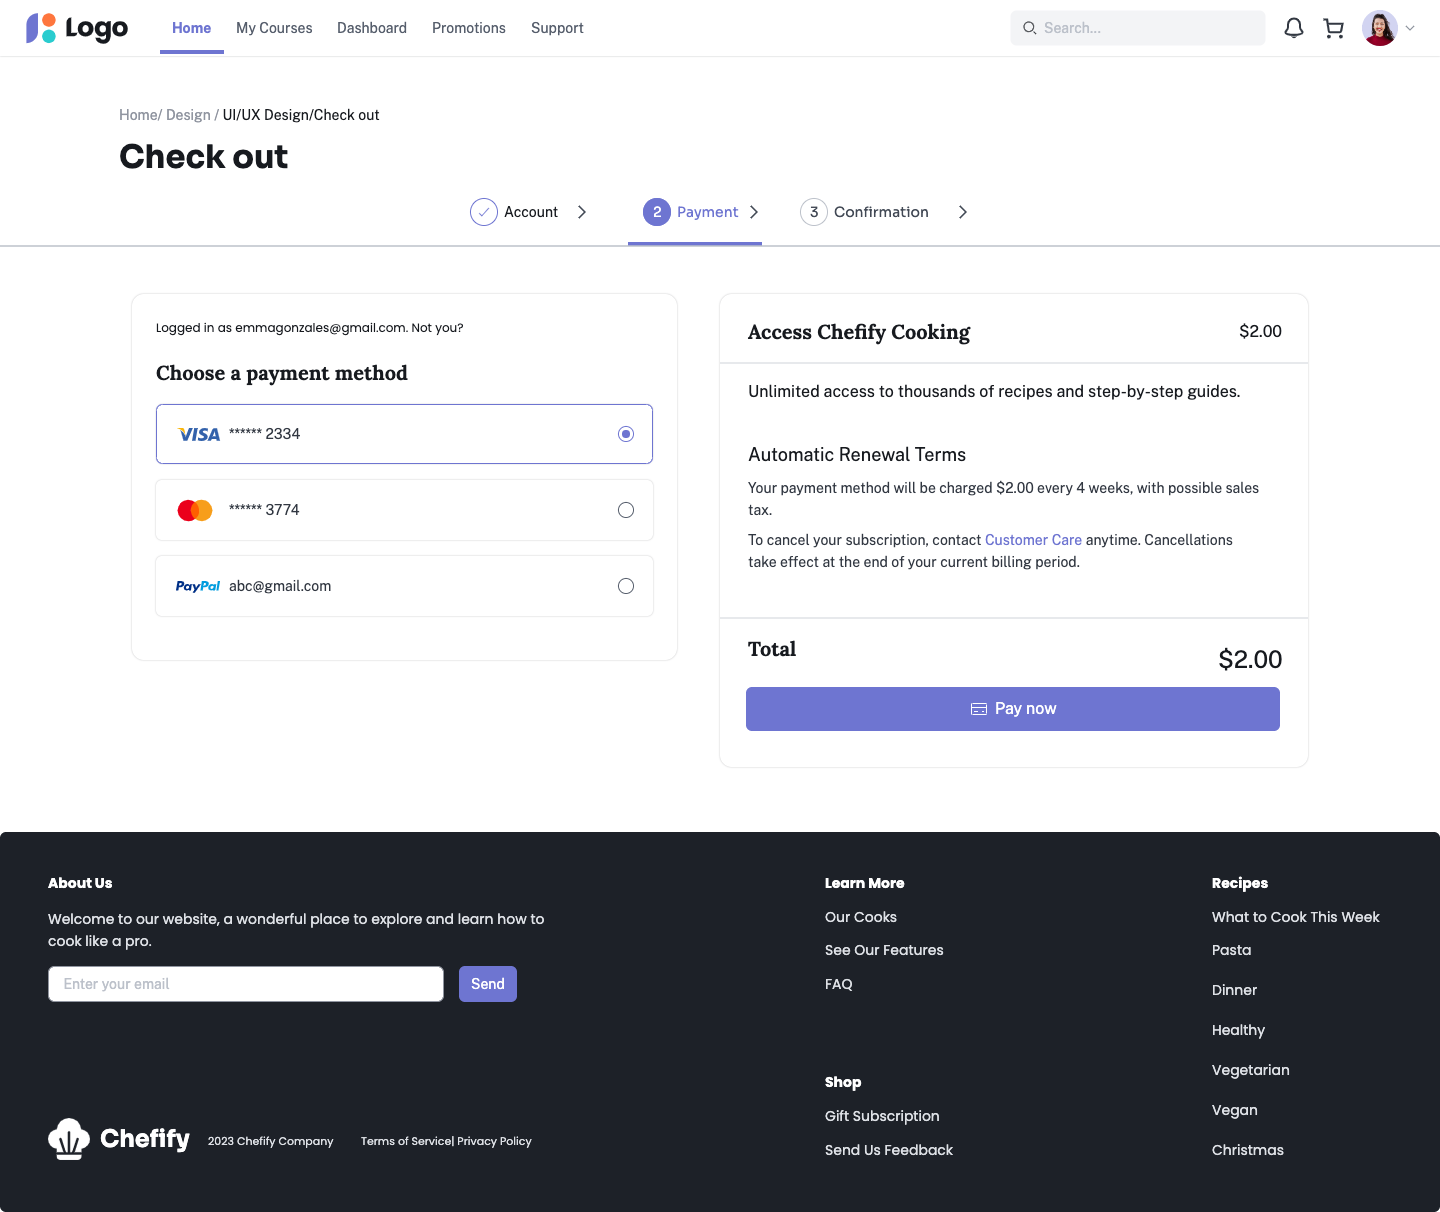 Logo
Home My Courses Dashboard Promotions Support
Search...
Home/ Design / UI/UX Design/Check out
Check out
Account
2 Payment
3 Confirmation
Logged in as emmagonzales@gmail.com. Not you?
Choose a payment method
VISA ****** 2334
****** 3774
PayPal abc@gmail.com
Access Chefify Cooking $2.00
Unlimited access to thousands of recipes and step-by-step guides.
Automatic Renewal Terms
Your payment method will be charged $2.00 every 4 weeks, with possible sales
tax.
To cancel your subscription, contact Customer Care anytime. Cancellations
take effect at the end of your current billing period.
Total
$2.00
Pay now
About Us
Welcome to our website, a wonderful place to explore and learn how to
cook like a pro.
Enter your email
Send
Chefify
2023 Chefify Company
Terms of Service| Privacy Policy
Learn More
Our Cooks
See Our Features
FAQ
Shop
Gift Subscription
Send Us Feedback
Recipes
What to Cook This Week
Pasta
Dinner
Healthy
Vegetarian
Vegan
Christmas